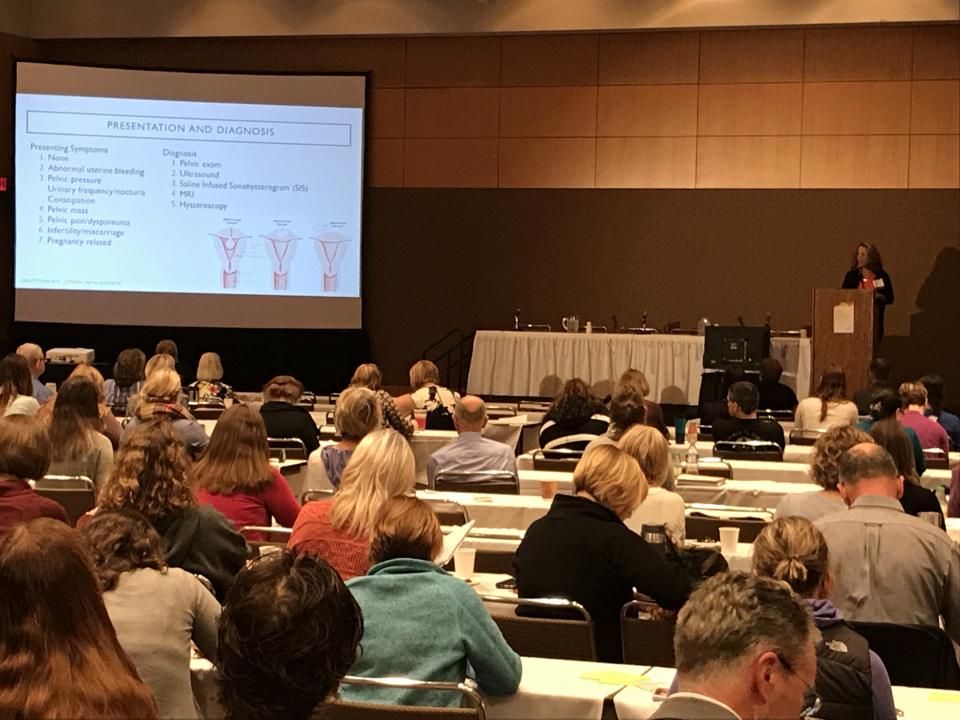 PRESENTATION AND DIAGNOSIS
Presenting Symptoms
1. None
2. Abnormal uterine bleeding
3. Pelvic pressure
Urinary frequency/nocturia
Constipation
4. Pelvic mass
5. Pelvic pain/dyspareunia
6. Infertility/miscarriage
7. Pregnancy related
Diagnosis
1. Pelvic exam
2. Ultrasound
3. Saline Infused Sonohysterogram (SIS)
4. MRI
5. Hysteroscopy